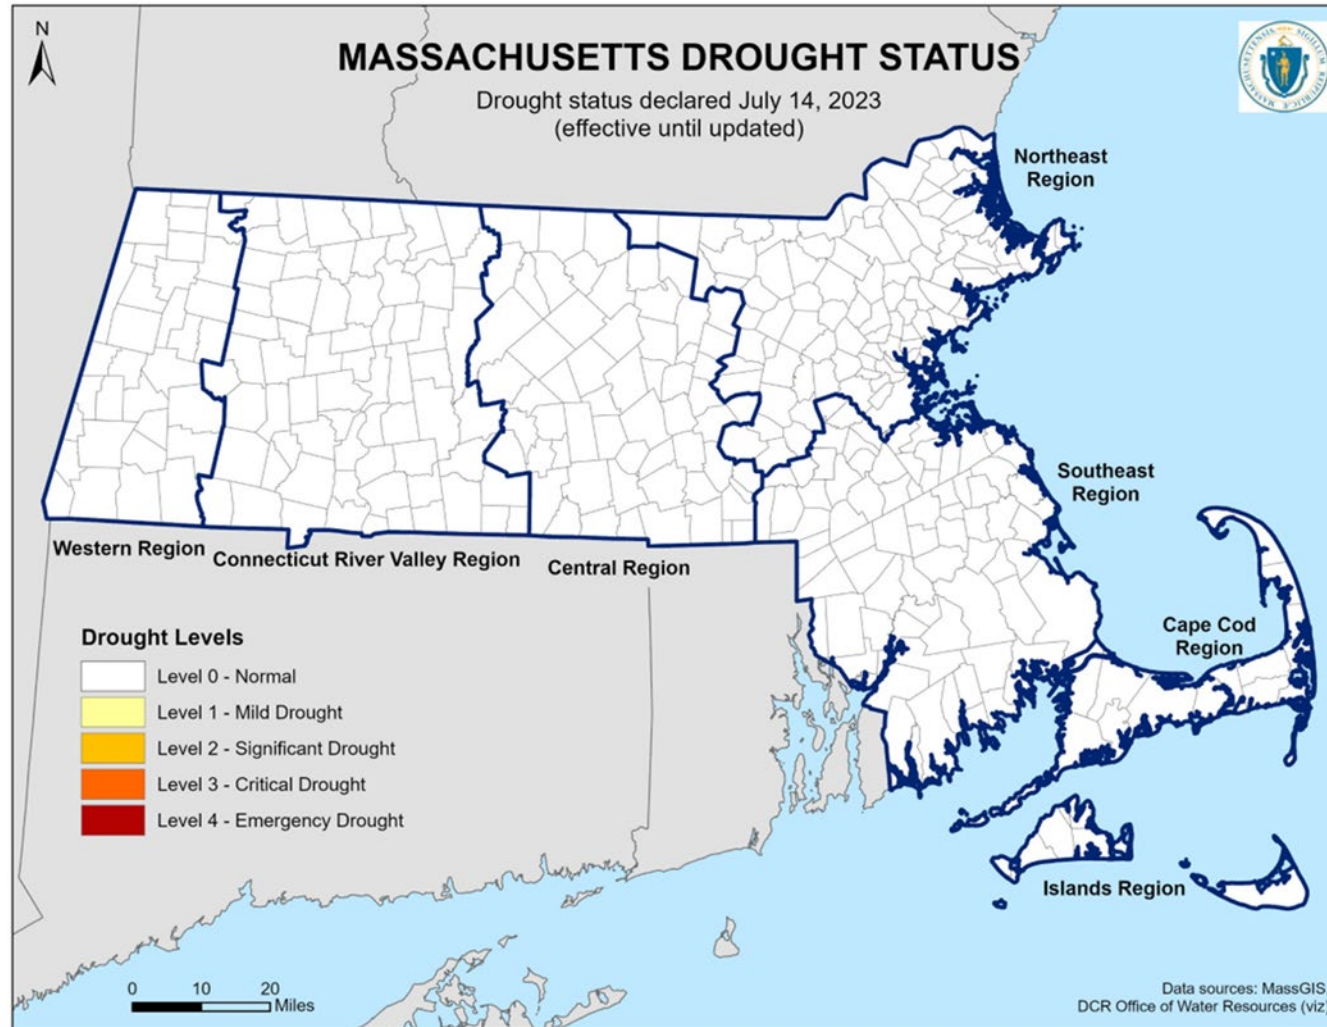 N
MASSACHUSETTS DROUGHT STATUS
Drought status declared July 14, 2023
(effective until updated)
Northeast
Region
Southeast
Region
Cape Cod
Region
Western Region
Connecticut River Valley Region
Central Region
Drought Levels
Level 0 - Normal
Level 1 - Mild Drought
Level 2 - Significant Drought
Level 3 - Critical Drought
Level 4 - Emergency Drought
Islands Region
0 10 20
Miles
Data sources: MassGIS,
DCR Office of Water Resources (viz)